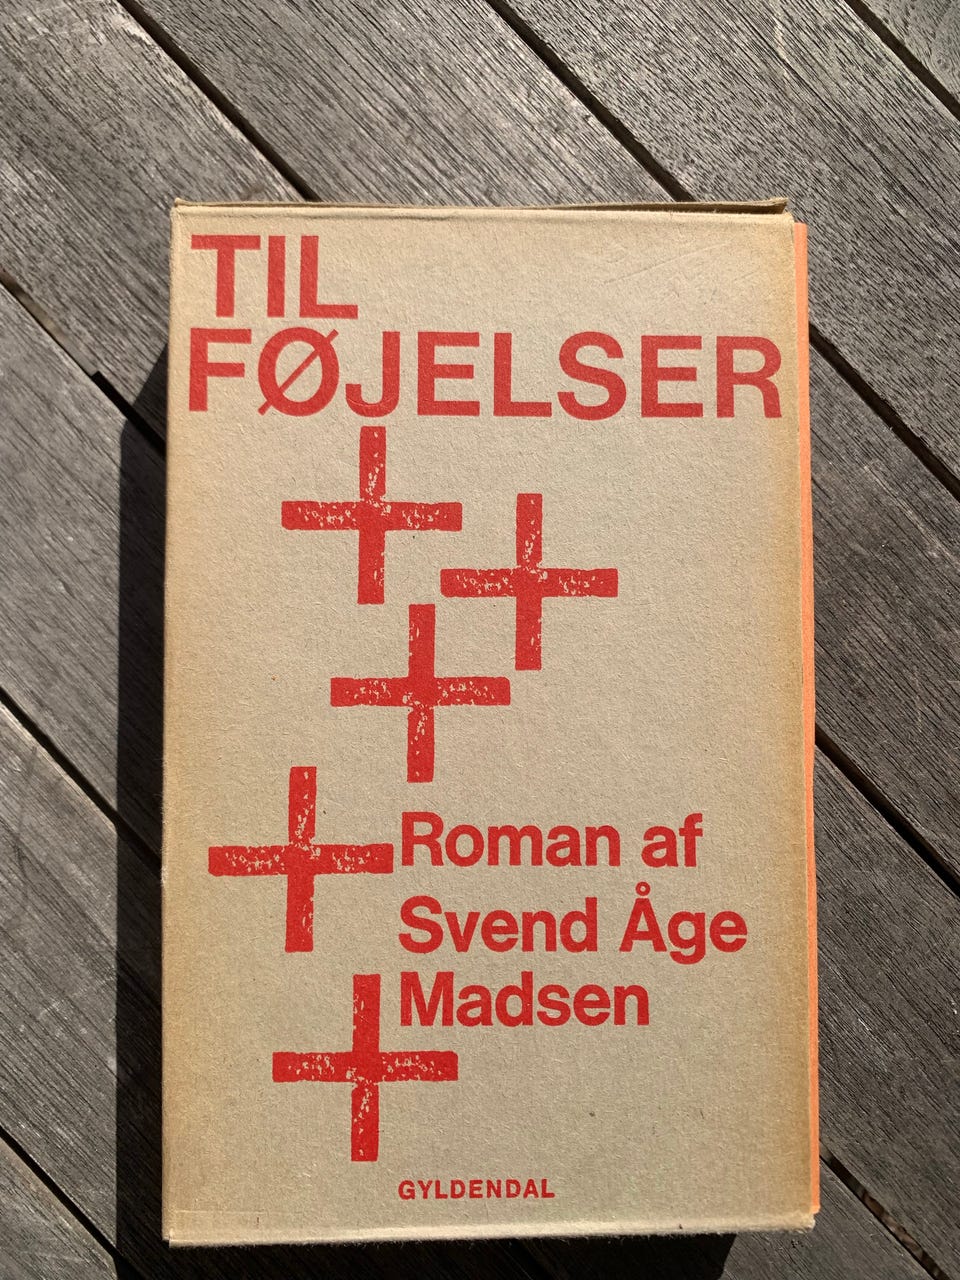 TIL
FØJELSER
Roman af
Svend Åge
Madsen
GYLDENDAL